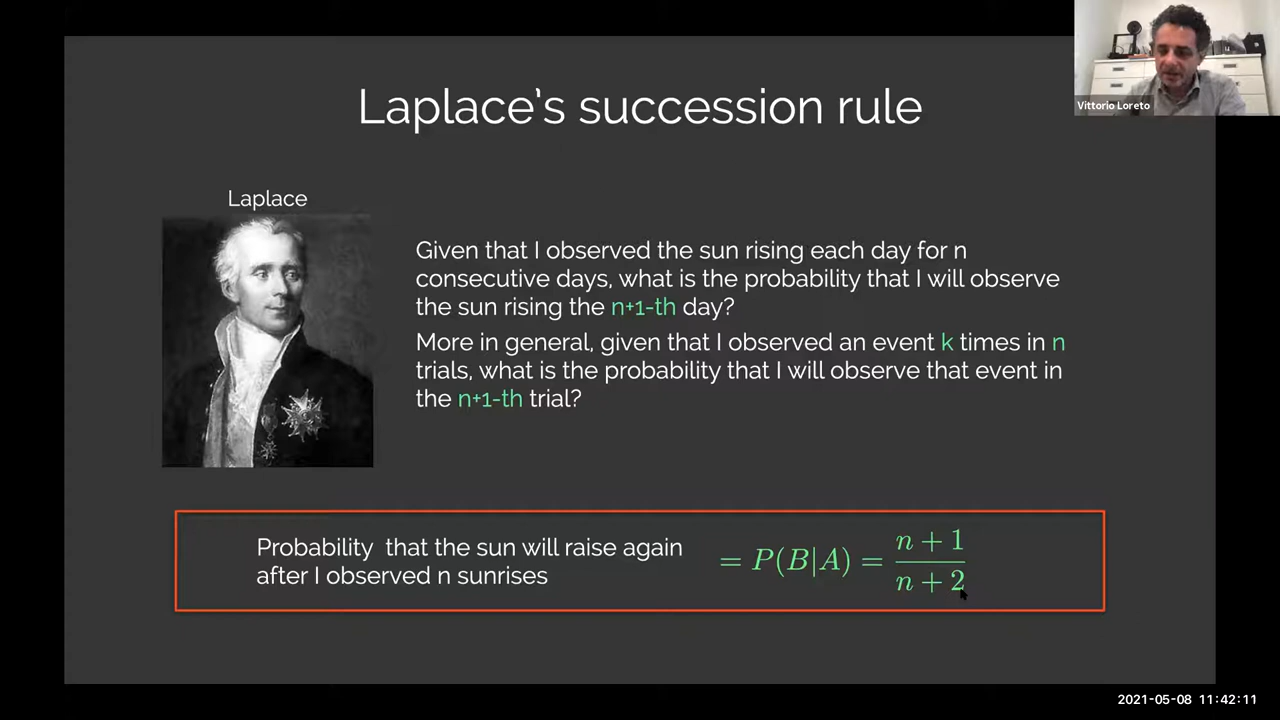 Laplace's succession rule
Vittorio Loreto
Laplace
Given that I observed the sun rising each day for n
consecutive days, what is the probability that I will observe
the sun rising the n+1-th day?
More in general, given that I observed an event k times in n
trials, what is the probability that I will observe that event in
the n+1-th trial?
Probability that the sun will raise again
after I observed n sunrises
= P(B|A) = \frac{n + 1}{n + 2}
2021-05-08 11:42:11